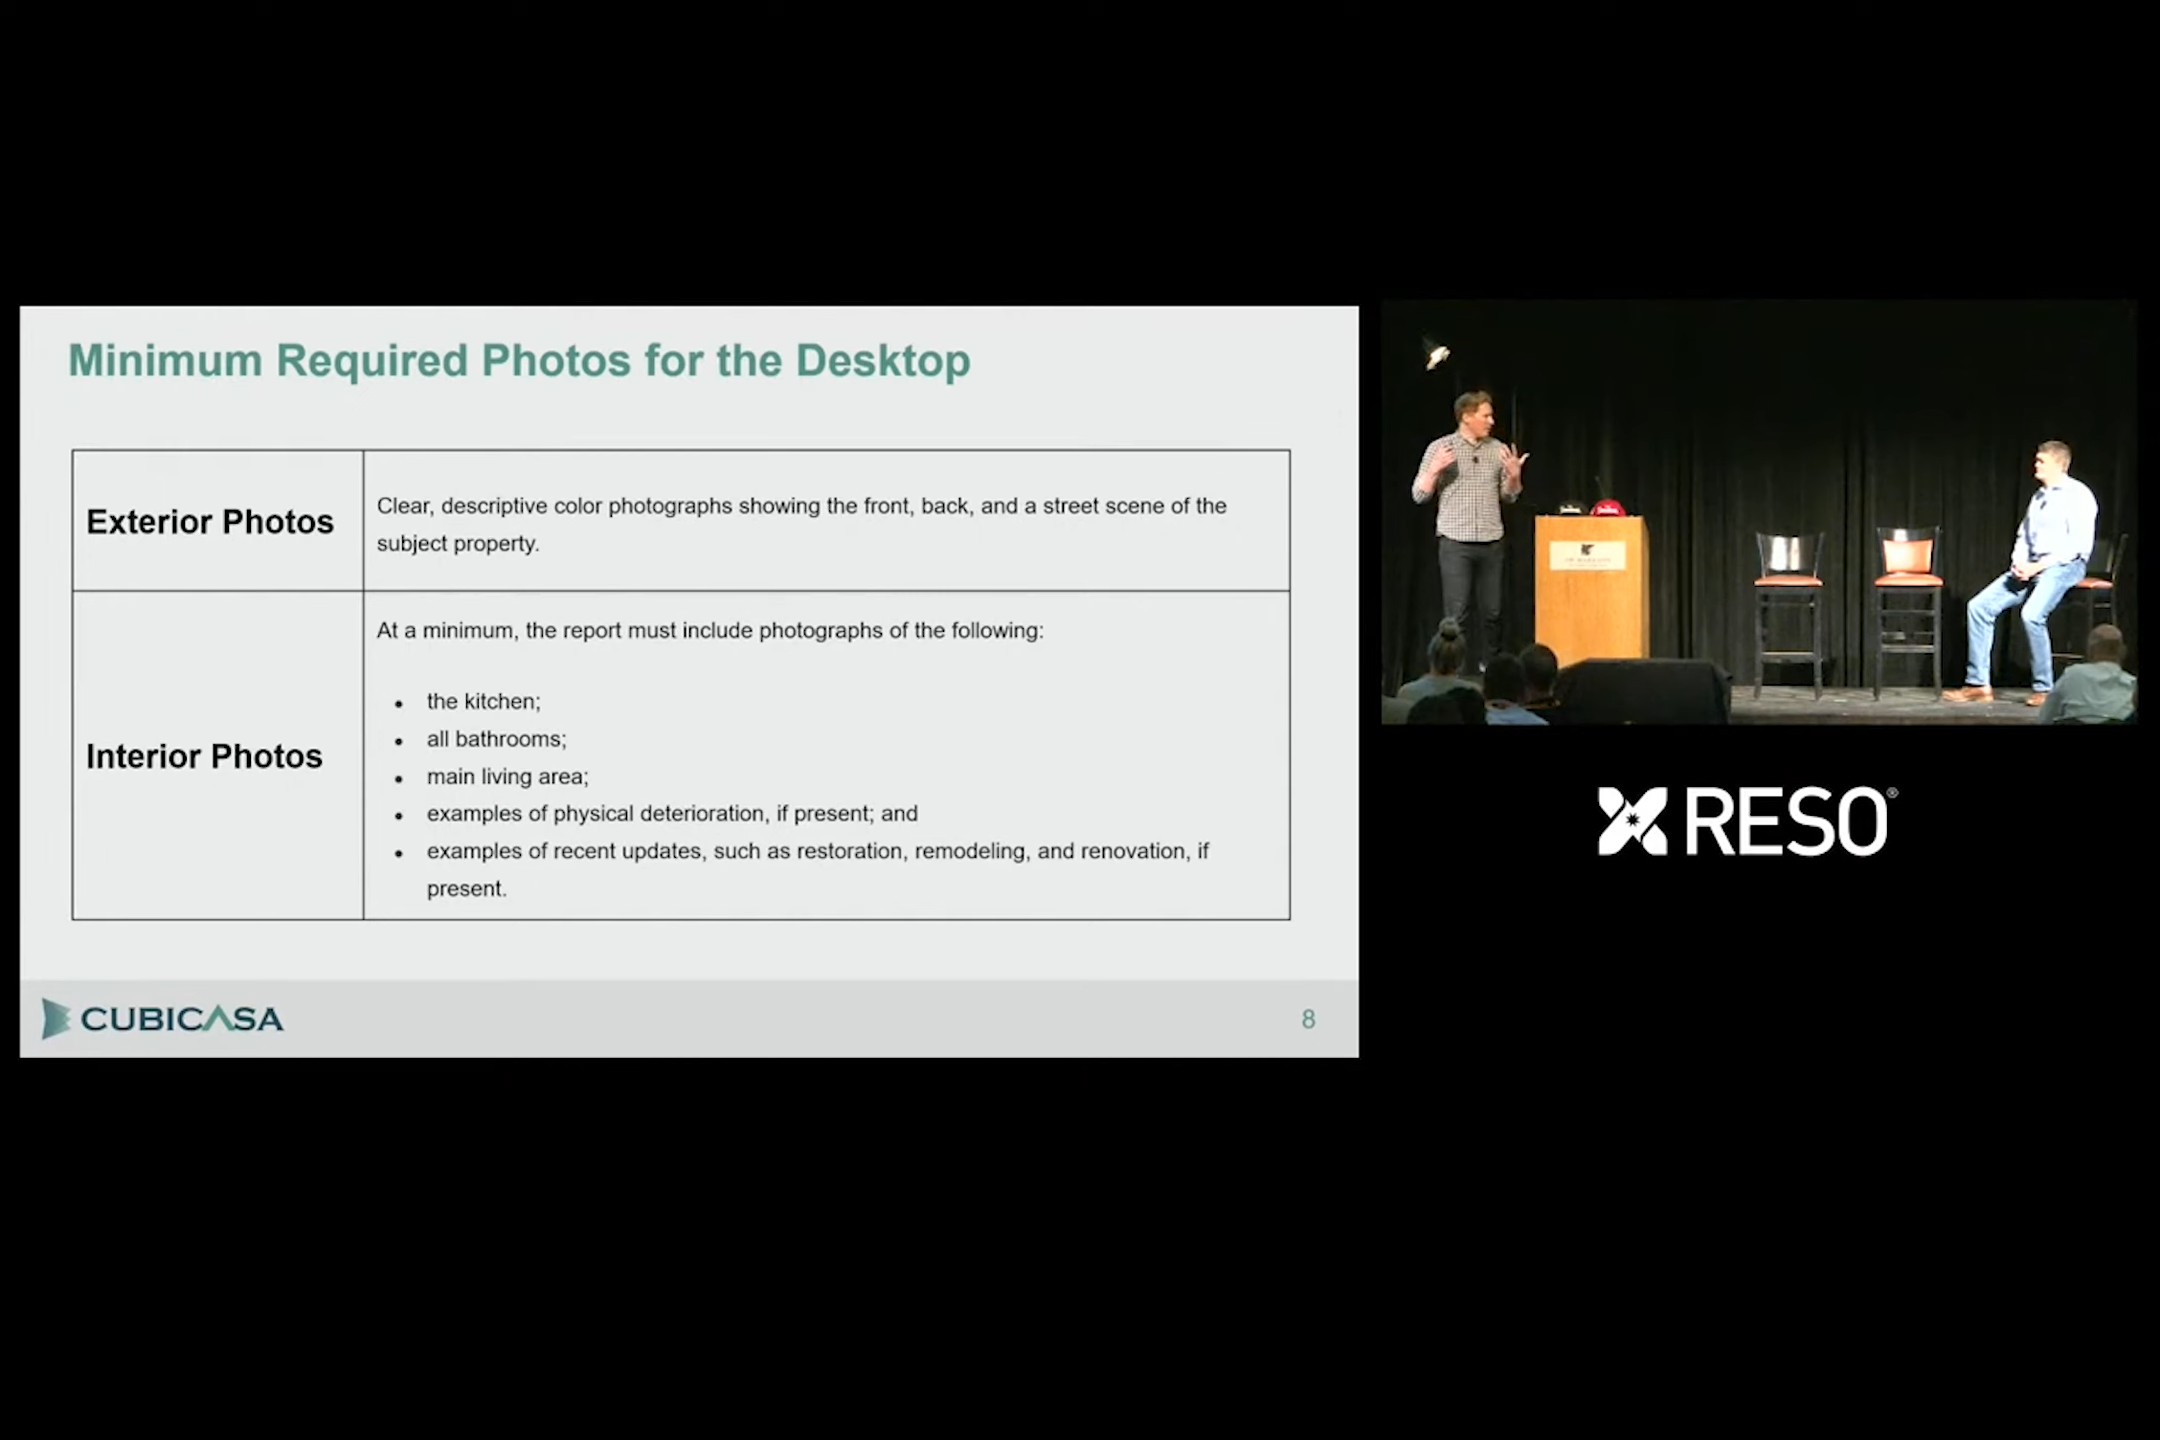 Minimum Required Photos for the Desktop
Exterior Photos
Clear, descriptive color photographs showing the front, back, and a street scene of the
subject property.
Interior Photos
At a minimum, the report must include photographs of the following:
• the kitchen;
• all bathrooms;
• main living area;
• examples of physical deterioration, if present; and
• examples of recent updates, such as restoration, remodeling, and renovation, if
present.
CUBICASA
8
RESO®